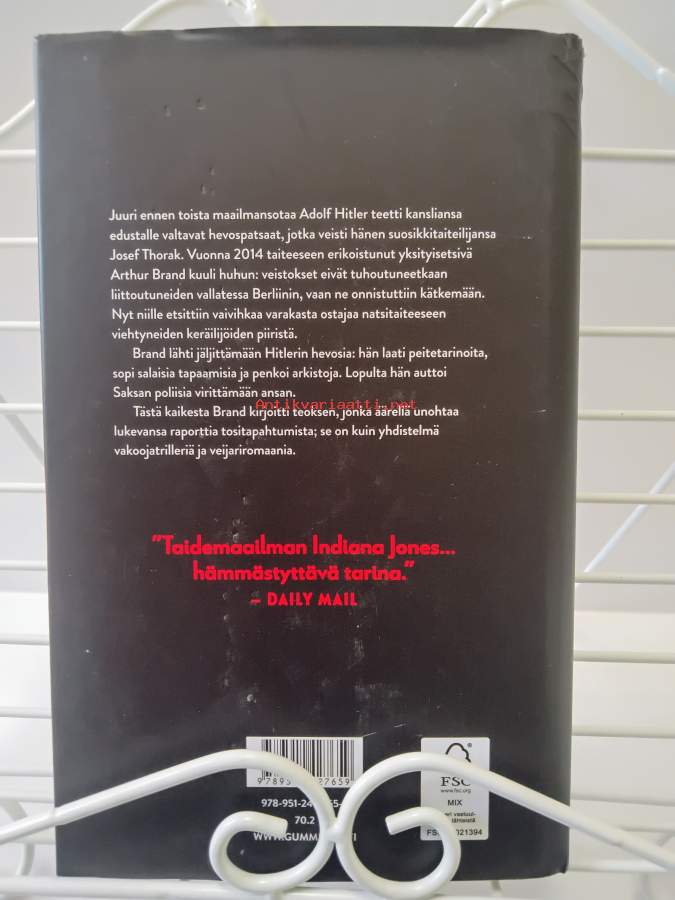 Juuri ennen toista maailmansotaa Adolf Hitler teetti kansliansa
edustalle valtavat hevospatsaat, jotka veisti hänen suosikkitaiteilijansa
Josef Thorak. Vuonna 2014 taiteeseen erikoistunut yksityisetsivä
Arthur Brand kuuli huhun: veistokset eivät tuhoutuneetkaan
liittoutuneiden vallatessa Berliinin, vaan ne onnistuttiin kätkemään.
Nyt niille etsittiin vaivihkaa varakasta ostajaa natsitaiteeseen
viehtyneiden keräilijöiden piiristä.
Brand lähti jäljittämään Hitlerin hevosia: hän laati peitetarinoita,
sopi salaisia tapaamisia ja penkoi arkistoja. Lopulta hän auttoi
Saksan poliisia virittämään ansan.
Antikvariaatti.net
Tästä kaikesta Brand kirjoitti teoksen, jonka äärellä unohtaa
lukevansa raporttia tositapahtumista; se on kuin yhdistelmä
vakoojatrilleriä ja veijariromaania.
"Taidemaailman Indiana Jones...
hämmästyttävä tarina."
– DAILY MAIL
FSC
www.fsc.org
MIX
70.2